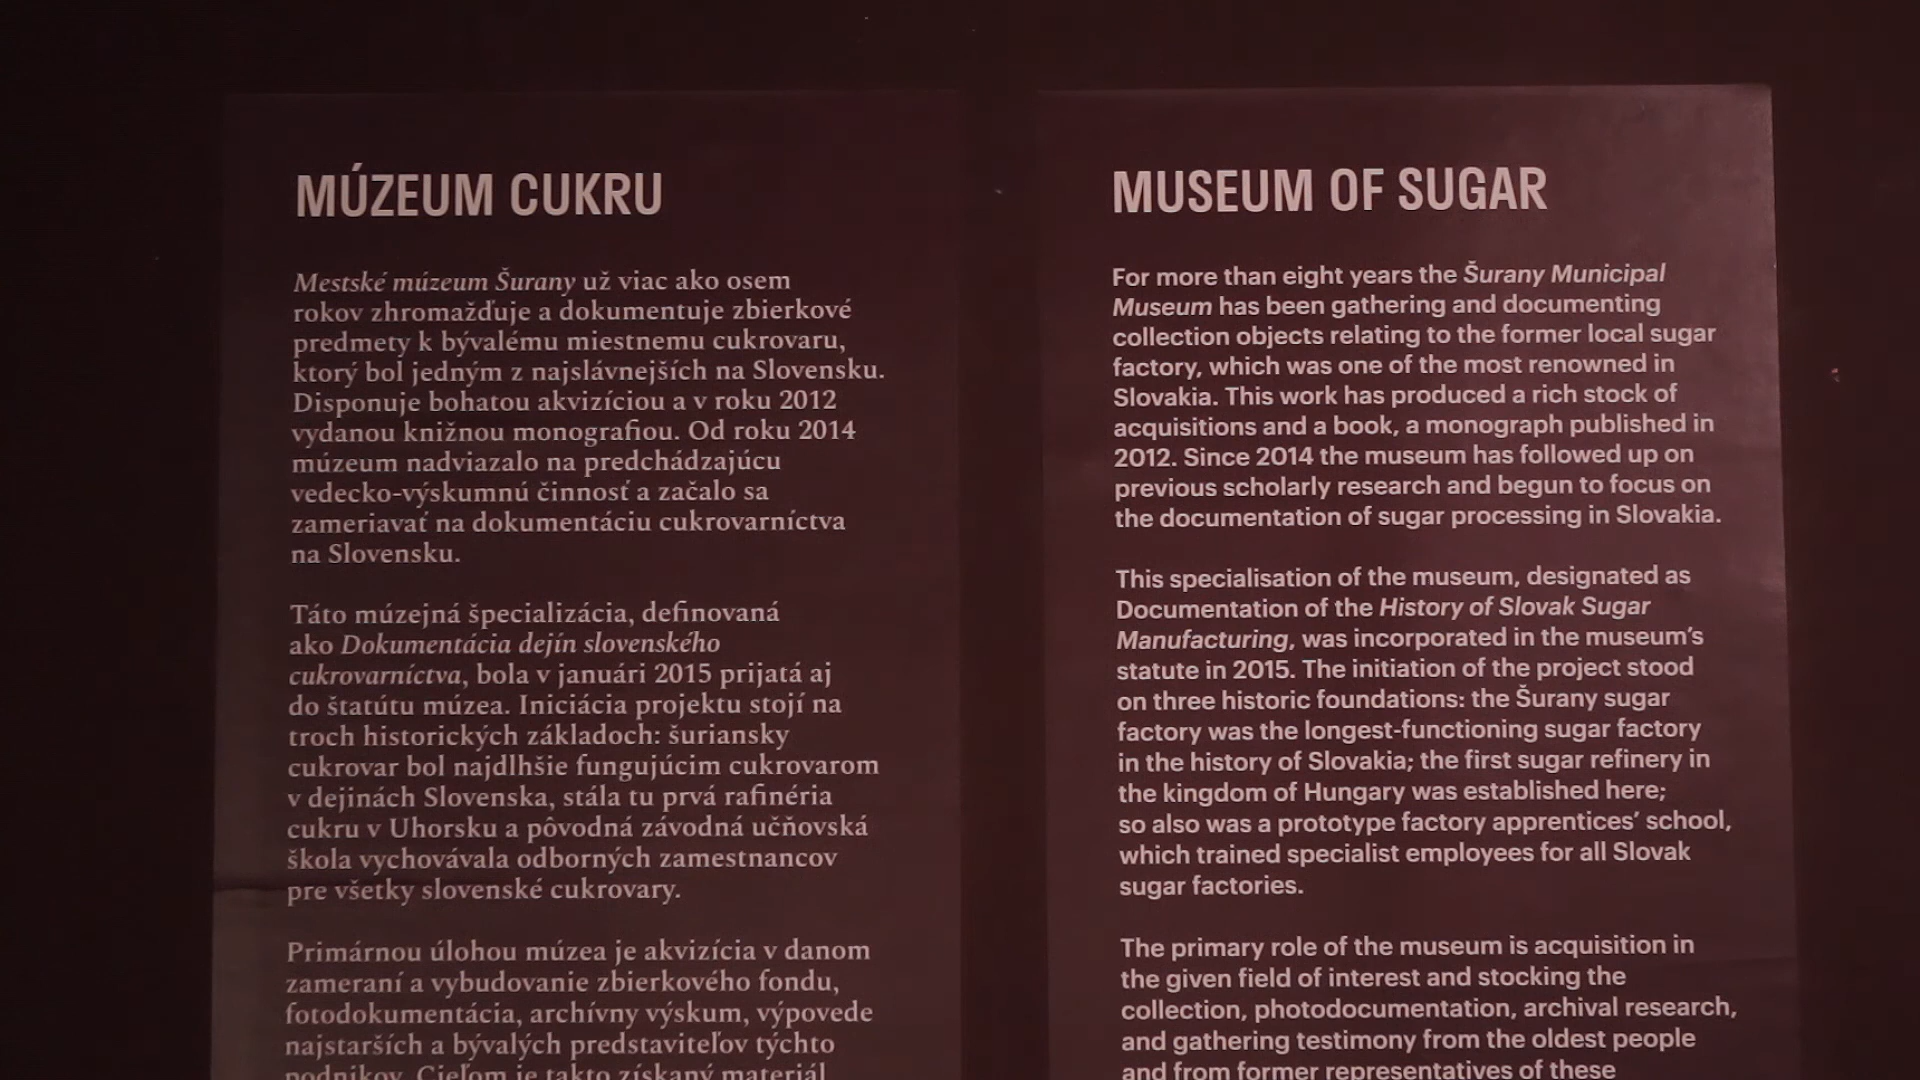 MÚZEUM CUKRU
Mestské múzeum Šurany už viac ako osem
rokov zhromažďuje a dokumentuje zbierkové
predmety k bývalému miestnemu cukrovaru,
ktorý bol jedným z najslávnejších na Slovensku.
Disponuje bohatou akvizíciou a v roku 2012
vydanou knižnou monografiou. Od roku 2014
múzeum nadviazalo na predchádzajúcu
vedecko-výskumnú činnosť a začalo sa
zameriavať na dokumentáciu cukrovarníctva
na Slovensku.
Táto múzejná špecializácia, definovaná
ako Dokumentácia dejín slovenského
cukrovarníctva, bola v januári 2015 prijatá aj
do štatútu múzea. Iniciácia projektu stojí na
troch historických základoch: šuriansky
cukrovar bol najdlhšie fungujúcim cukrovarom
v dejinách Slovenska, stála tu prvá rafinéria
cukru v Uhorsku a pôvodná závodná učňovská
škola vychovávala odborných zamestnancov
pre všetky slovenské cukrovary.
Primárnou úlohou múzea je akvizícia v danom
zameraní a vybudovanie zbierkového fondu,
fotodokumentácia, archívny výskum, výpovede
najstarších a bývalých predstaviteľov týchto
podnikov. Cieľom je takto získaný materiál
MUSEUM OF SUGAR
For more than eight years the Šurany Municipal
Museum has been gathering and documenting
collection objects relating to the former local sugar
factory, which was one of the most renowned in
Slovakia. This work has produced a rich stock of
acquisitions and a book, a monograph published in
2012. Since 2014 the museum has followed up on
previous scholarly research and begun to focus on
the documentation of sugar processing in Slovakia.
This specialisation of the museum, designated as
Documentation of the History of Slovak Sugar
Manufacturing, was incorporated in the museum’s
statute in 2015. The initiation of the project stood
on three historic foundations: the Šurany sugar
factory was the longest-functioning sugar factory
in the history of Slovakia; the first sugar refinery in
the kingdom of Hungary was established here;
so also was a prototype factory apprentices’ school,
which trained specialist employees for all Slovak
sugar factories.
The primary role of the museum is acquisition in
the given field of interest and stocking the
collection, photodocumentation, archival research,
and gathering testimony from the oldest people
and from former representatives of these